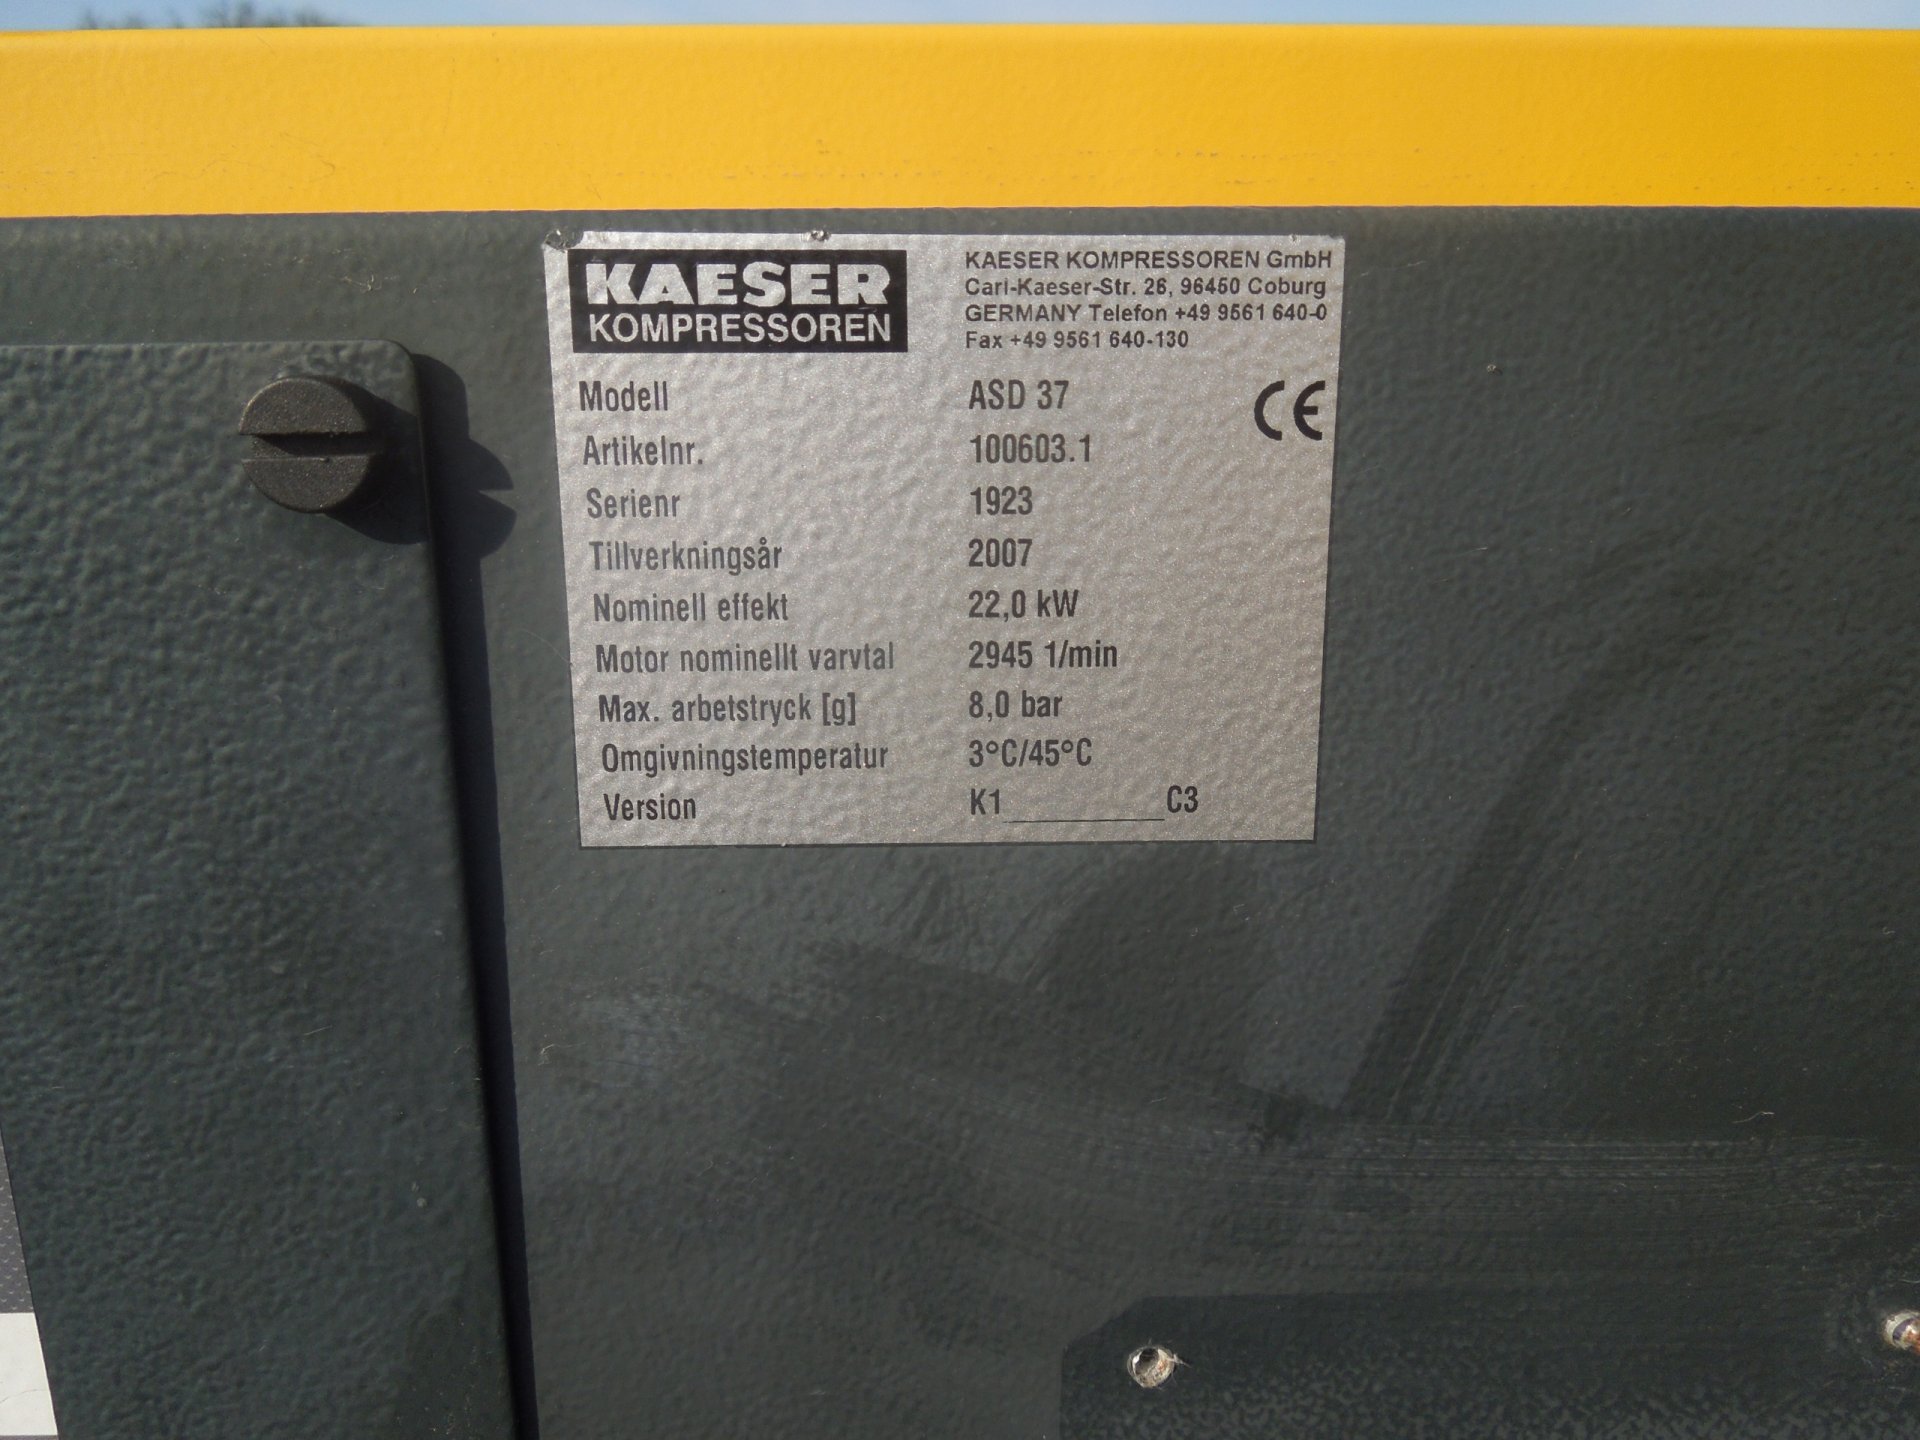 KAESER
KOMPRESSOREN
KAESER KOMPRESSOREN GmbH
Carl-Kaeser-Str. 26, 96450 Coburg
GERMANY Telefon +49 9561 640-0
Fax +49 9561 640-130
CE
Modell ASD 37
Artikelnr. 100603.1
Serienr 1923
Tillverkningsår 2007
Nominell effekt 22,0 kW
Motor nominellt varvtal 2945 1/min
Max. arbetstryck [g] 8,0 bar
Omgivningstemperatur 3°C/45°C
Version K1__________C3